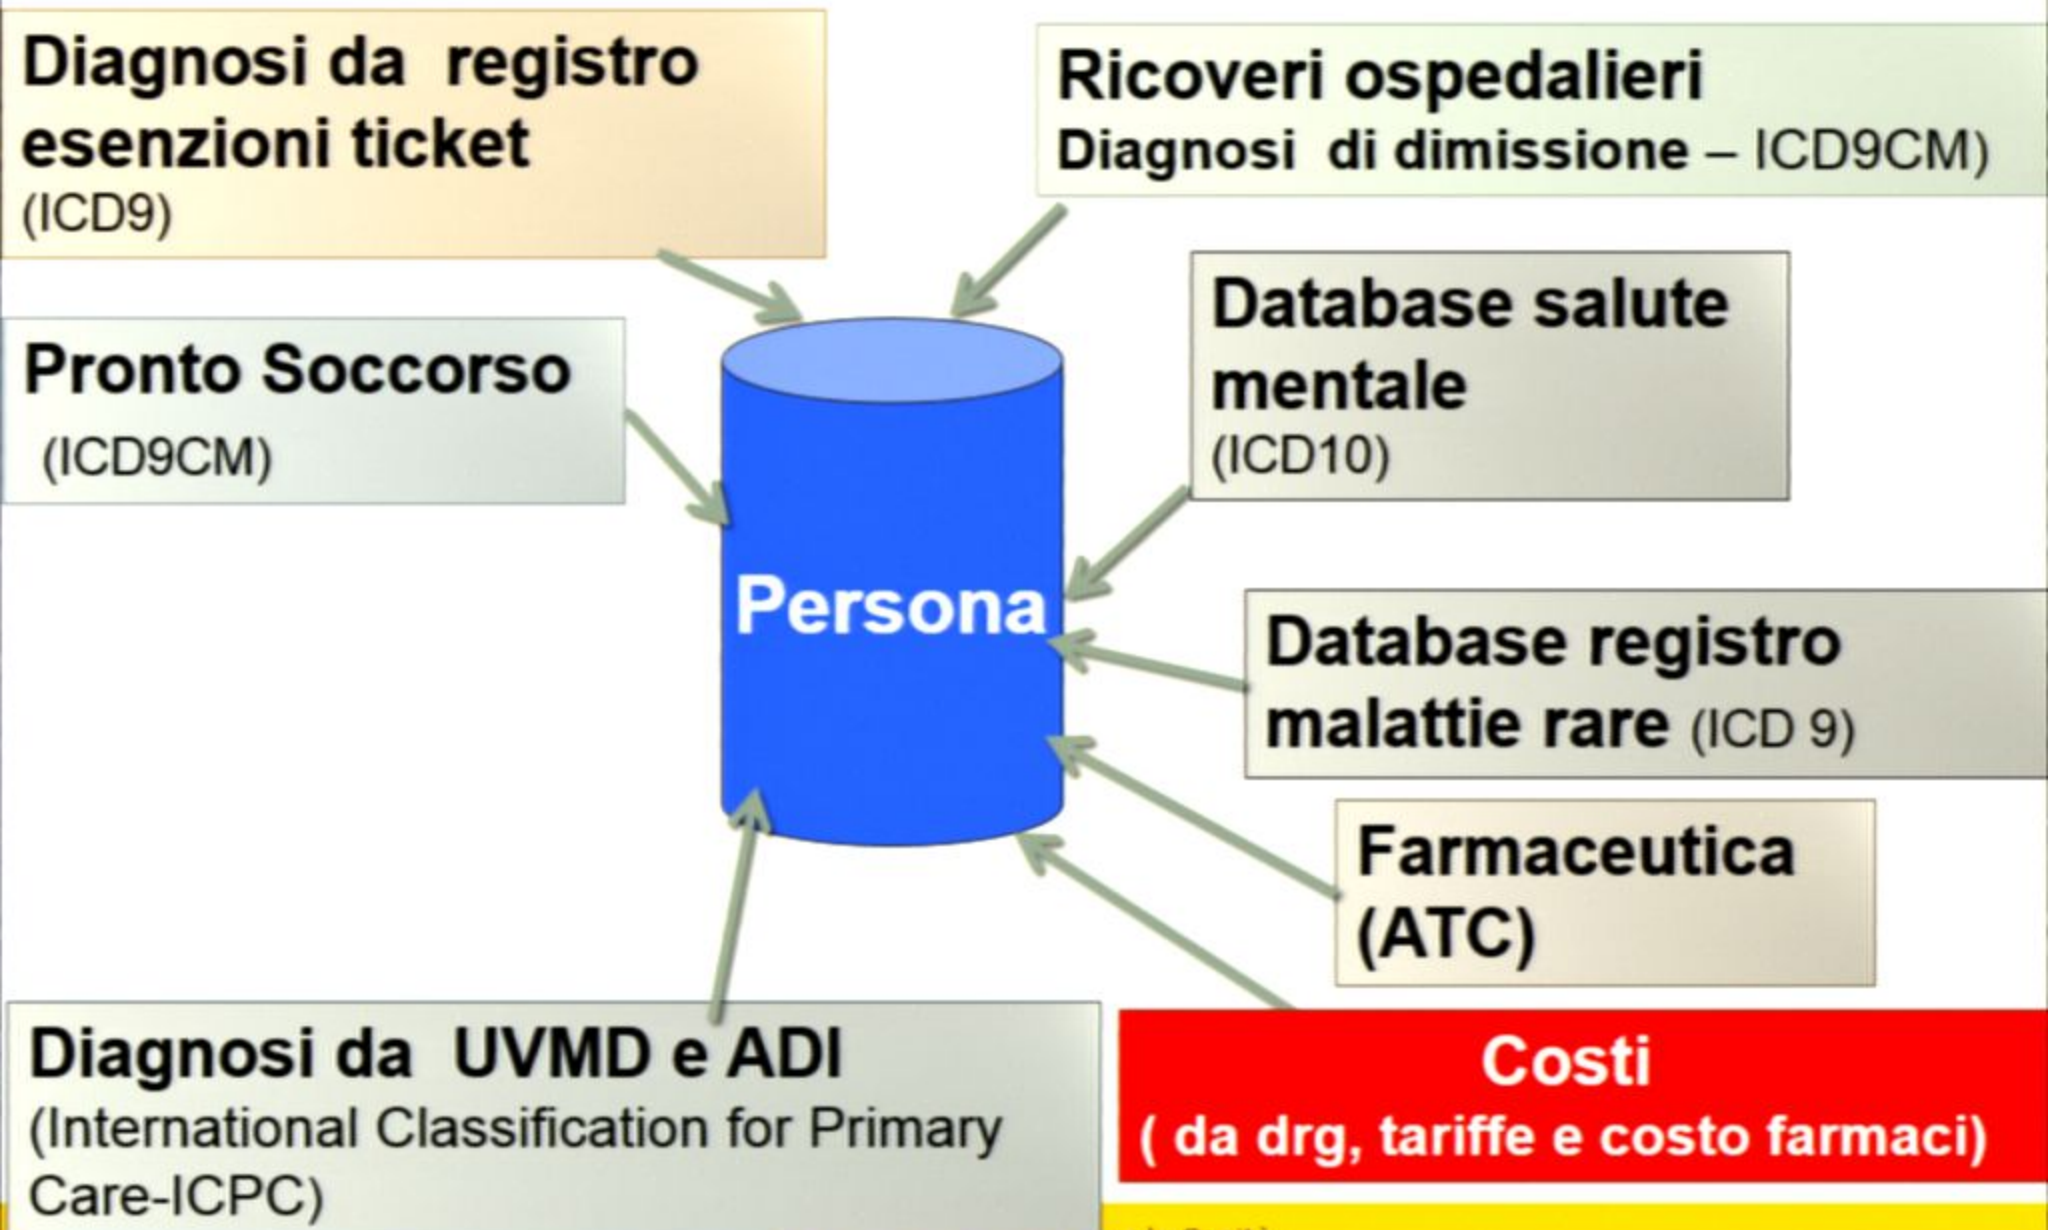 Diagnosi da registro
esenzioni ticket
(ICD9)
Ricoveri ospedalieri
Diagnosi di dimissione – ICD9CM)
Pronto Soccorso
(ICD9CM)
Database salute
mentale
(ICD10)
Persona
Database registro
malattie rare (ICD 9)
Farmaceutica
(ATC)
Diagnosi da UVMD e ADI
(International Classification for Primary
Care-ICPC)
Costi
( da drg, tariffe e costo farmaci)